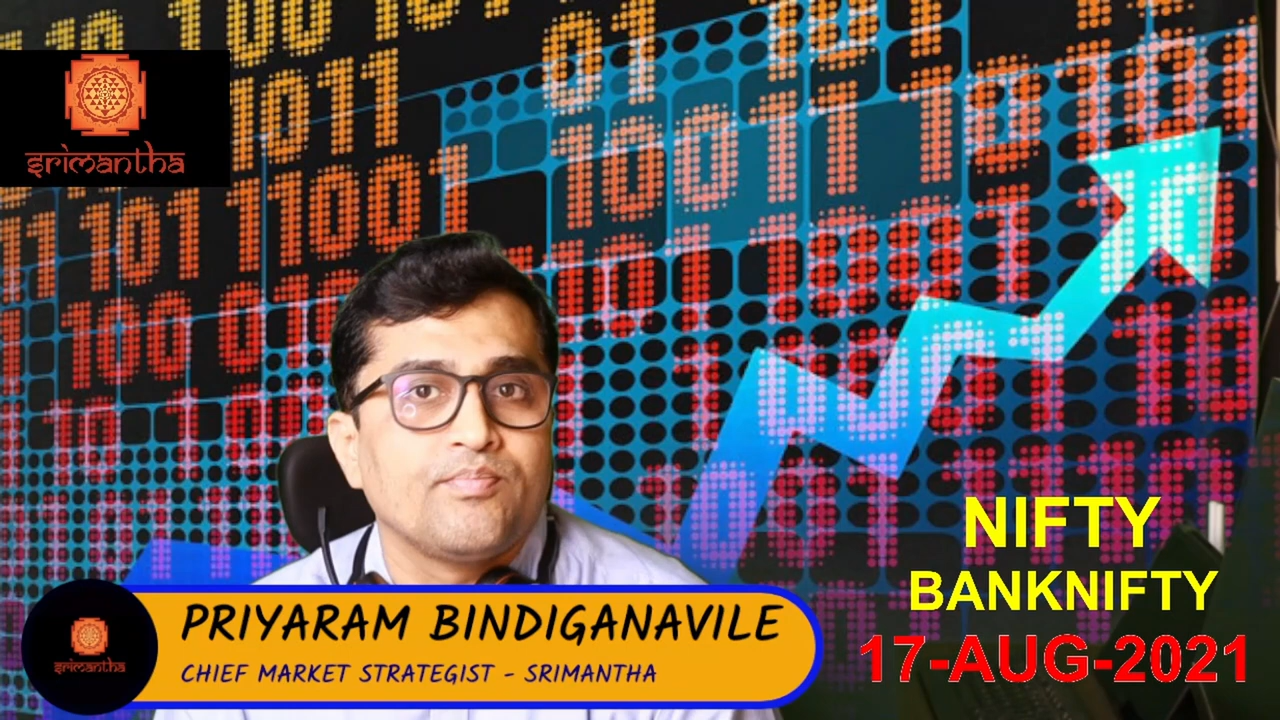 srimantha
PRIYARAM BINDIGANAVILE
CHIEF MARKET STRATEGIST - SRIMANTHA
srimantha
NIFTY
BANKNIFTY
17-AUG-2021